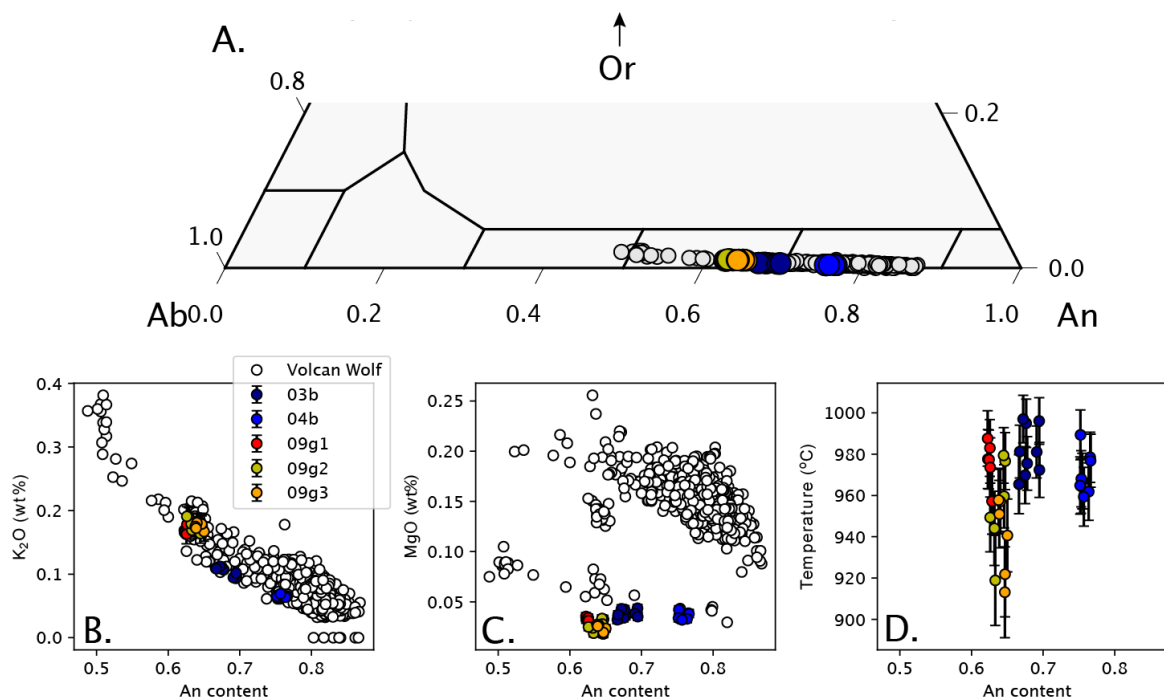 A.
Or
0.8
0.2
1.0
0.0
Ab
0.0
0.2
0.4
0.6
0.8
1.0
An
Volcan Wolf
03b
04b
09g1
09g2
09g3
0.4
0.3
0.2
0.1
0.0
K₂O (wt%)
B.
0.5
0.6
0.7
0.8
An content
0.25
0.20
0.15
0.10
0.05
MgO (wt%)
C.
0.5
0.6
0.7
0.8
An content
1000
980
960
940
920
900
Temperature (°C)
D.
0.5
0.6
0.7
0.8
An content